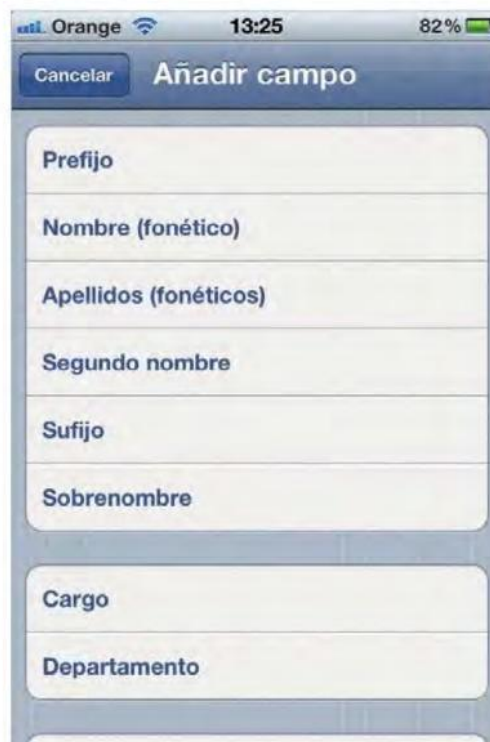 Orange 13:25 82%
Cancelar Añadir campo
Prefijo
Nombre (fonético)
Apellidos (fonéticos)
Segundo nombre
Sufijo
Sobrenombre
Cargo
Departamento